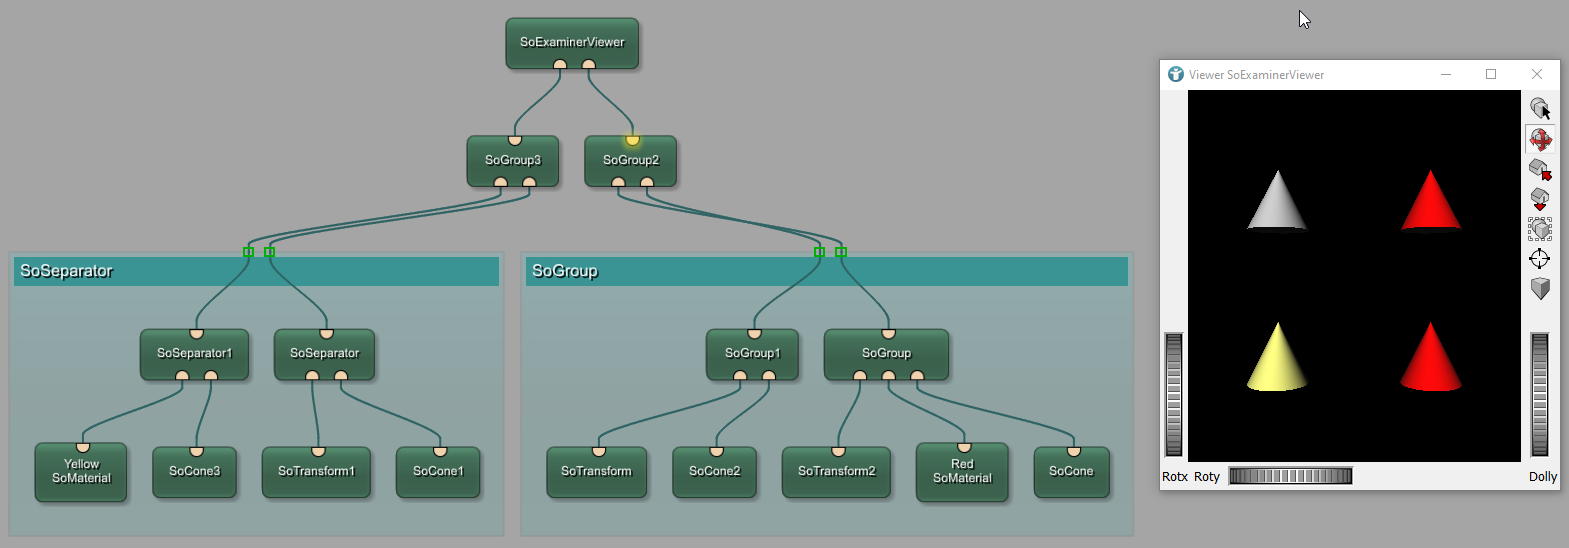 SoExaminerViewer
Viewer SoExaminerViewer
SoGroup3
SoGroup2
SoSeparator
SoGroup
SoSeparator1
SoSeparator
SoGroup1
SoGroup
Yellow
SoMaterial
SoCone3
SoTransform1
SoCone1
SoTransform
SoCone2
SoTransform2
Red
SoMaterial
SoCone
Rotx Roty
Dolly